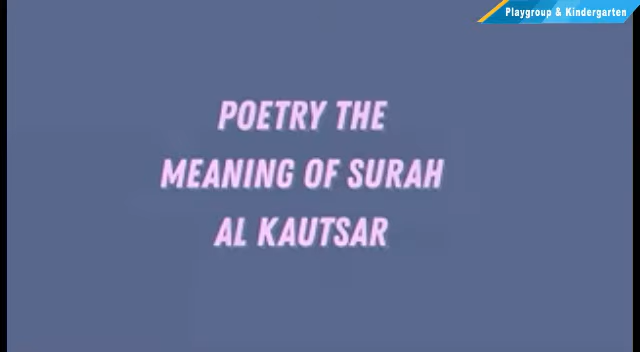 Playgroup & Kindergarten
POETRY THE
MEANING OF SURAH
AL KAUTSAR